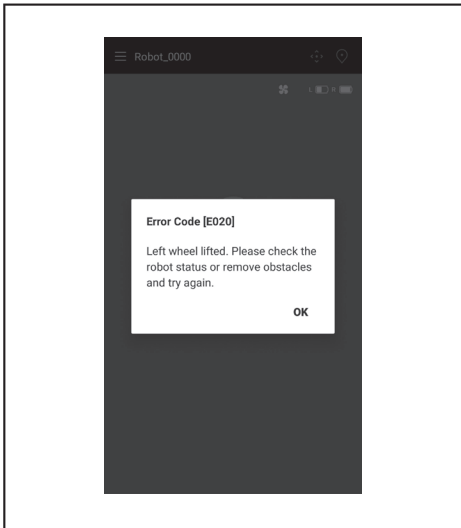 Robot_0000
L R
Error Code [E020]
Left wheel lifted. Please check the
robot status or remove obstacles
and try again.
OK